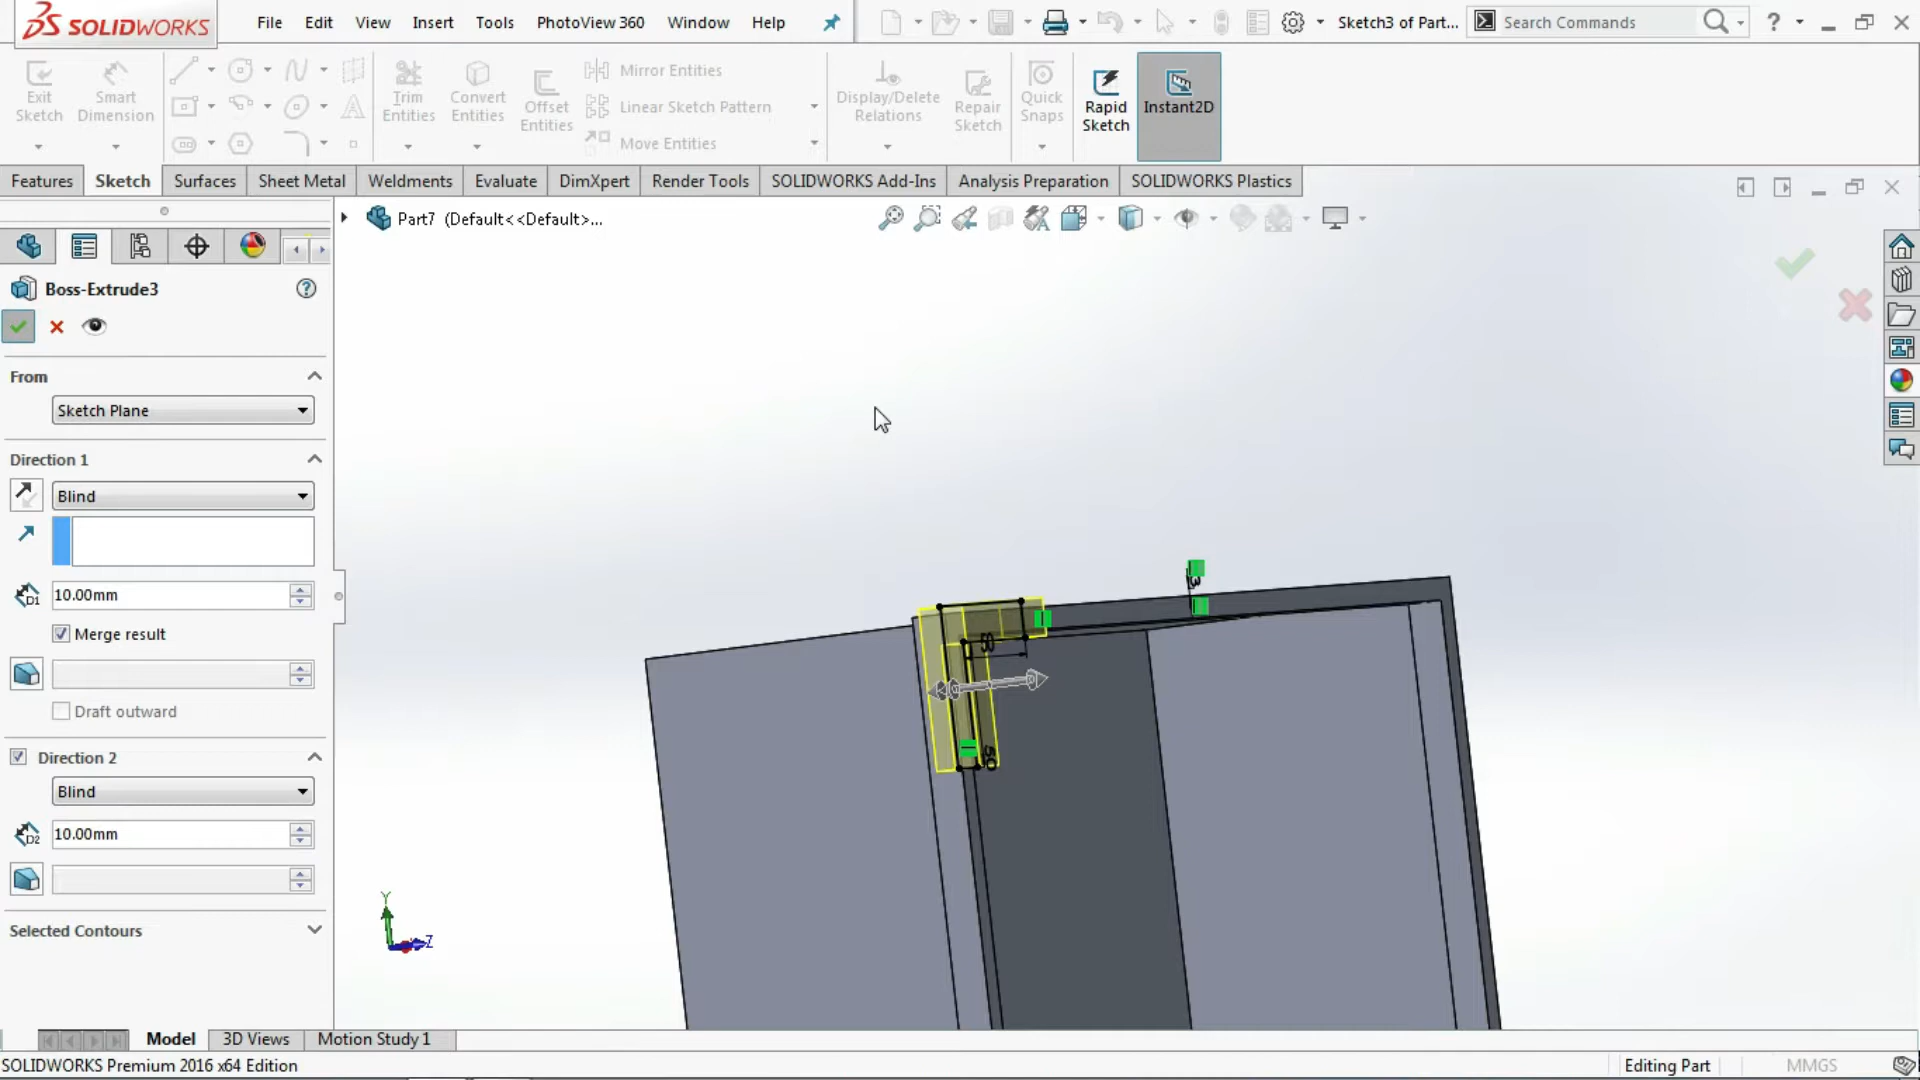 SOLIDWORKS
File Edit View Insert Tools PhotoView 360 Window Help
Sketch3 of Part...
Search Commands
Exit Sketch
Smart Dimension
Trim Entities
Convert Entities
Offset Entities
Mirror Entities
Linear Sketch Pattern
Move Entities
Display/Delete Relations
Repair Sketch
Quick Snaps
Rapid Sketch
Instant2D
Features Sketch Surfaces Sheet Metal Weldments Evaluate DimXpert Render Tools SOLIDWORKS Add-Ins Analysis Preparation SOLIDWORKS Plastics
Part7 (Default<<Default>...
Boss-Extrude3
From
Sketch Plane
Direction 1
Blind
D1 10.00mm
Merge result
Draft outward
Direction 2
Blind
D2 10.00mm
Selected Contours
50
Y
Z
Model 3D Views Motion Study 1
SOLIDWORKS Premium 2016 x64 Edition
Editing Part
MMGS